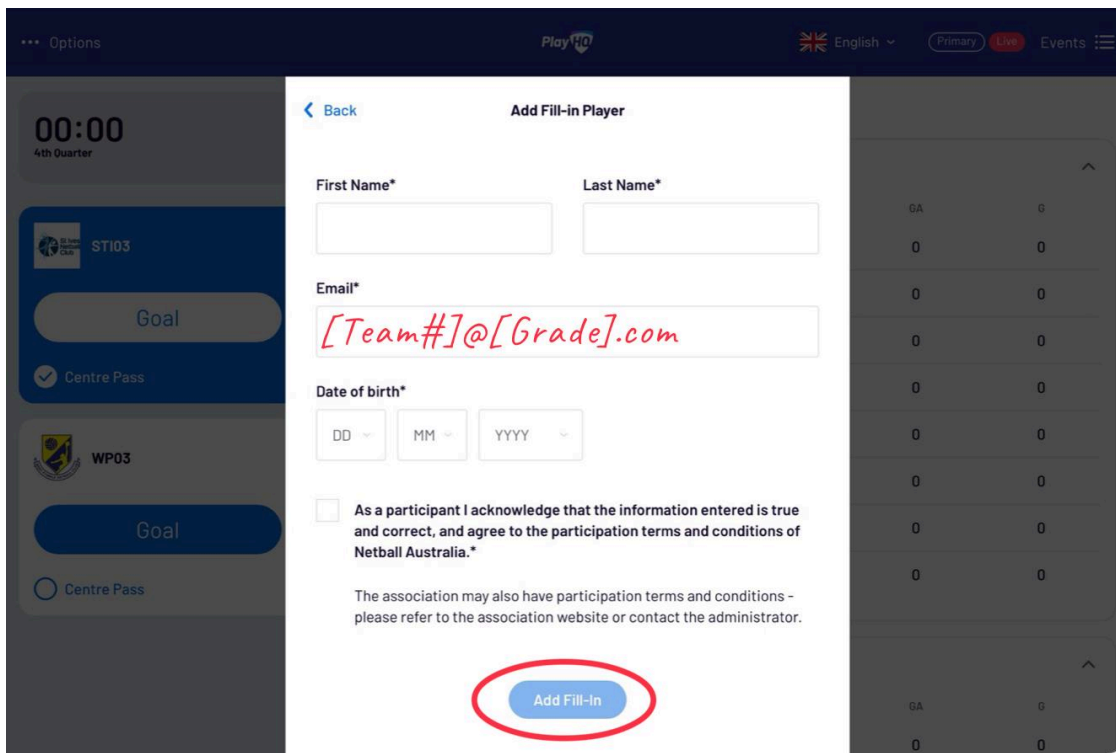 Options
PlayHQ
English
Primary
Live
Events
00:00
4th Quarter
St Ives Netball Club
STI03
Goal
Centre Pass
WP03
Goal
Centre Pass
Back
Add Fill-in Player
First Name*
Last Name*
Email*
[Team#]@[Grade].com
Date of birth*
DD
MM
YYYY
As a participant I acknowledge that the information entered is true
and correct, and agree to the participation terms and conditions of
Netball Australia.*
The association may also have participation terms and conditions -
please refer to the association website or contact the administrator.
Add Fill-In
GA G
0 0
0 0
0 0
0 0
0 0
0 0
0 0
0 0
GA G
0 0